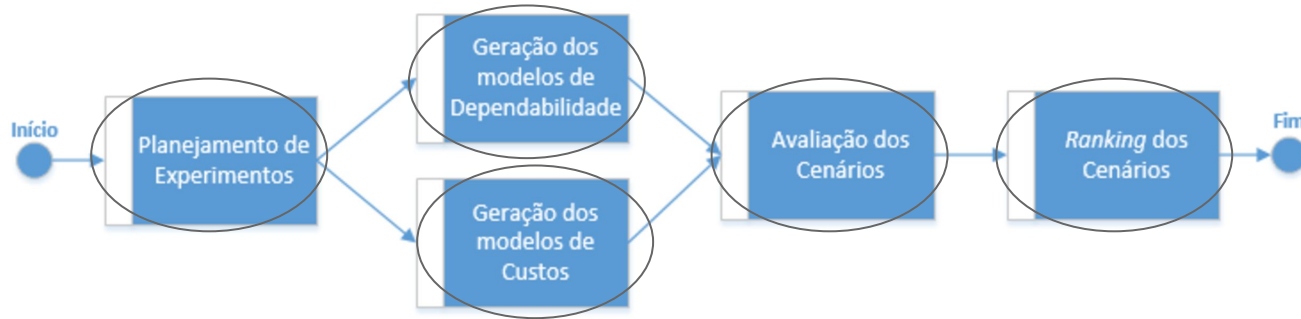 Início
Planejamento de
Experimentos
Geração dos
modelos de
Dependabilidade
Geração dos
modelos de
Custos
Avaliação dos
Cenários
Ranking dos
Cenários
Fim